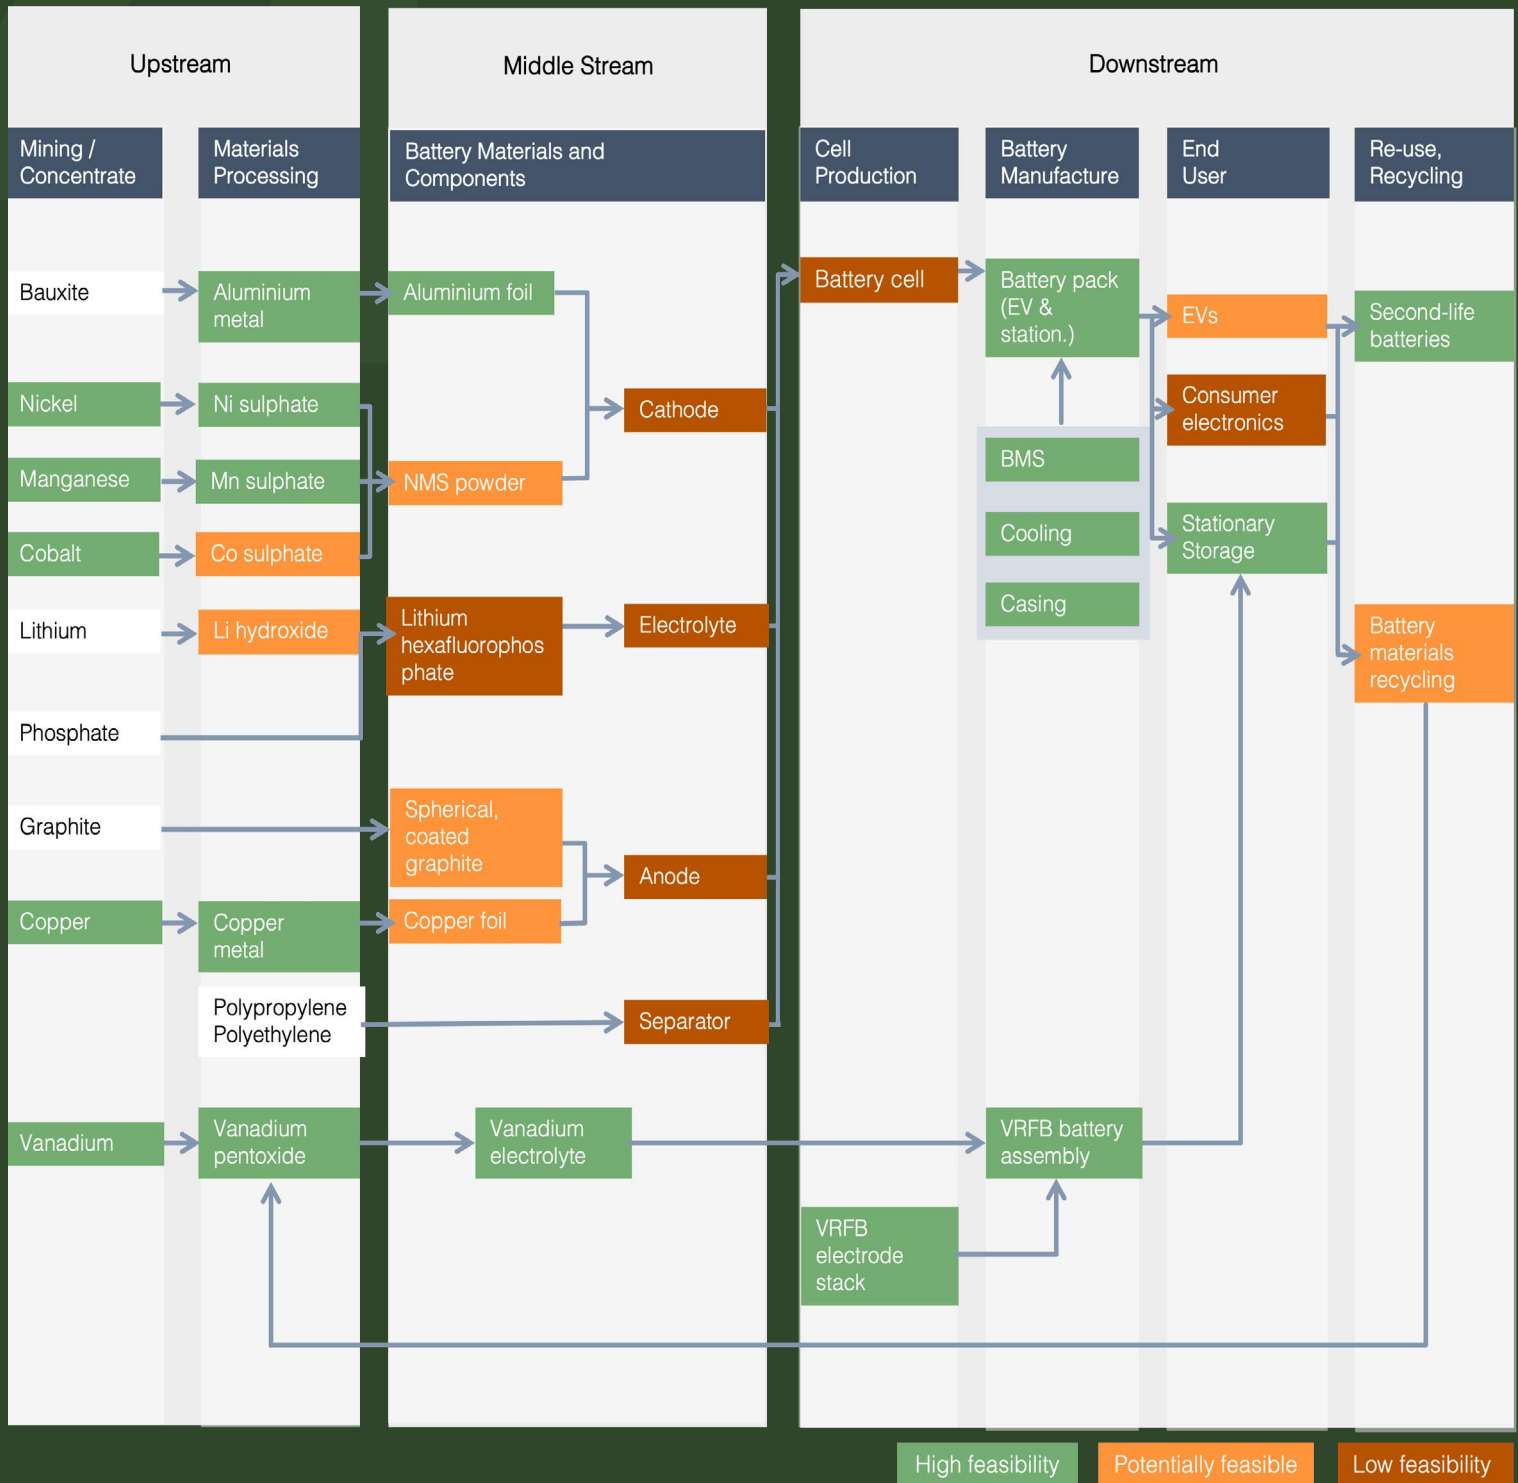 Upstream
Middle Stream
Downstream
Mining /
Concentrate
Materials
Processing
Battery Materials and
Components
Cell
Production
Battery
Manufacture
End
User
Re-use,
Recycling
Bauxite
Aluminium
metal
Aluminium foil
Battery cell
Battery pack
(EV &
station.)
EVs
Second-life
batteries
Nickel
Ni sulphate
Cathode
Consumer
electronics
Manganese
Mn sulphate
NMS powder
BMS
Cobalt
Co sulphate
Cooling
Stationary
Storage
Lithium
Li hydroxide
Lithium
hexafluorophos
phate
Electrolyte
Casing
Battery
materials
recycling
Phosphate
Graphite
Spherical,
coated
graphite
Anode
Copper
Copper
metal
Copper foil
Polypropylene
Polyethylene
Separator
Vanadium
Vanadium
pentoxide
Vanadium
electrolyte
VRFB battery
assembly
VRFB
electrode
stack
High feasibility
Potentially feasible
Low feasibility